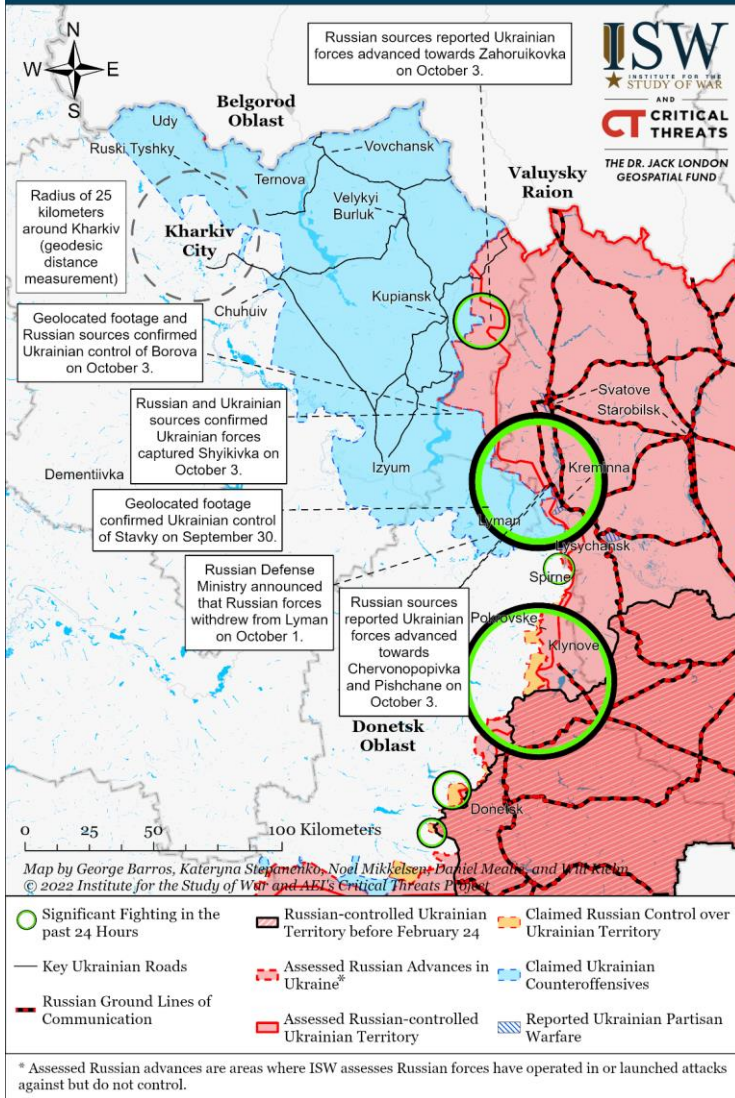 Russian sources reported Ukrainian
forces advanced towards Zahoruikovka
on October 3.
ISW
INSTITUTE FOR THE
STUDY OF WAR
AND
CT CRITICAL
THREATS
THE DR. JACK LONDON
GEOSPATIAL FUND
N
W
E
S
Belgorod
Oblast
Udy
Ruski Tyshky
Vovchansk
Ternova
Valuysky
Raion
Radius of 25
kilometers
around Kharkiv
(geodesic
distance
measurement)
Velykyi
Burluk
Kharkiv
City
Kupiansk
Chuhuiv
Geolocated footage and
Russian sources confirmed
Ukrainian control of Borova
on October 3.
Russian and Ukrainian
sources confirmed
Ukrainian forces
captured Shyikivka on
October 3.
Svatove
Starobilsk
Izyum
Kreminna
Dementiivka
Geolocated footage
confirmed Ukrainian control
of Stavky on September 30.
Lyman
Lysychansk
Russian Defense
Ministry announced
that Russian forces
withdrew from Lyman
on October 1.
Spirne
Russian sources
reported Ukrainian
forces advanced
towards
Chervonopopivka
and Pishchane on
October 3.
Pokrovske
Klynove
Donetsk
Oblast
Donetsk
0 25 50 100 Kilometers
Map by George Barros, Kateryna Stepanenko, Noel Mikkelsen, Daniel Mealie, and Will Kielm
© 2022 Institute for the Study of War and AEI's Critical Threats Project
Significant Fighting in the
past 24 Hours
Key Ukrainian Roads
Russian Ground Lines of
Communication
Russian-controlled Ukrainian
Territory before February 24
Assessed Russian Advances in
Ukraine*
Assessed Russian-controlled
Ukrainian Territory
Claimed Russian Control over
Ukrainian Territory
Claimed Ukrainian
Counteroffensives
Reported Ukrainian Partisan
Warfare
* Assessed Russian advances are areas where ISW assesses Russian forces have operated in or launched attacks
against but do not control.